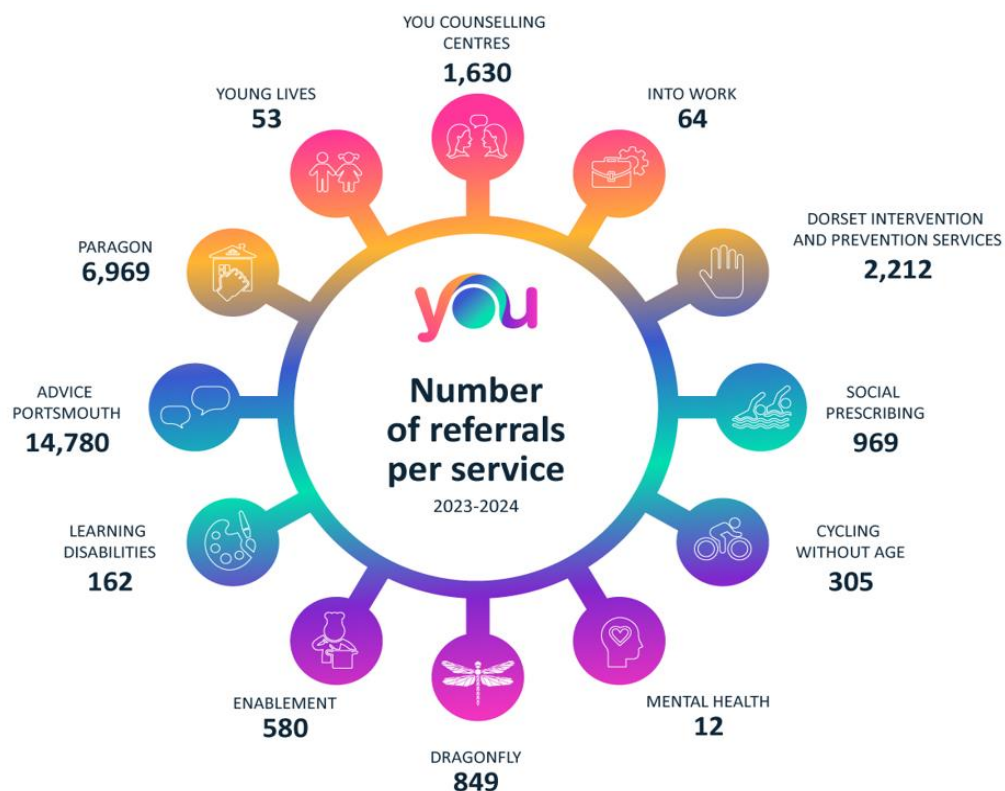 YOU COUNSELLING
CENTRES
1,630
INTO WORK
64
DORSET INTERVENTION
AND PREVENTION SERVICES
2,212
SOCIAL
PRESCRIBING
969
CYCLING
WITHOUT AGE
305
MENTAL HEALTH
12
DRAGONFLY
849
ENABLEMENT
580
LEARNING
DISABILITIES
162
ADVICE
PORTSMOUTH
14,780
PARAGON
6,969
YOUNG LIVES
53
you
Number
of referrals
per service
2023-2024